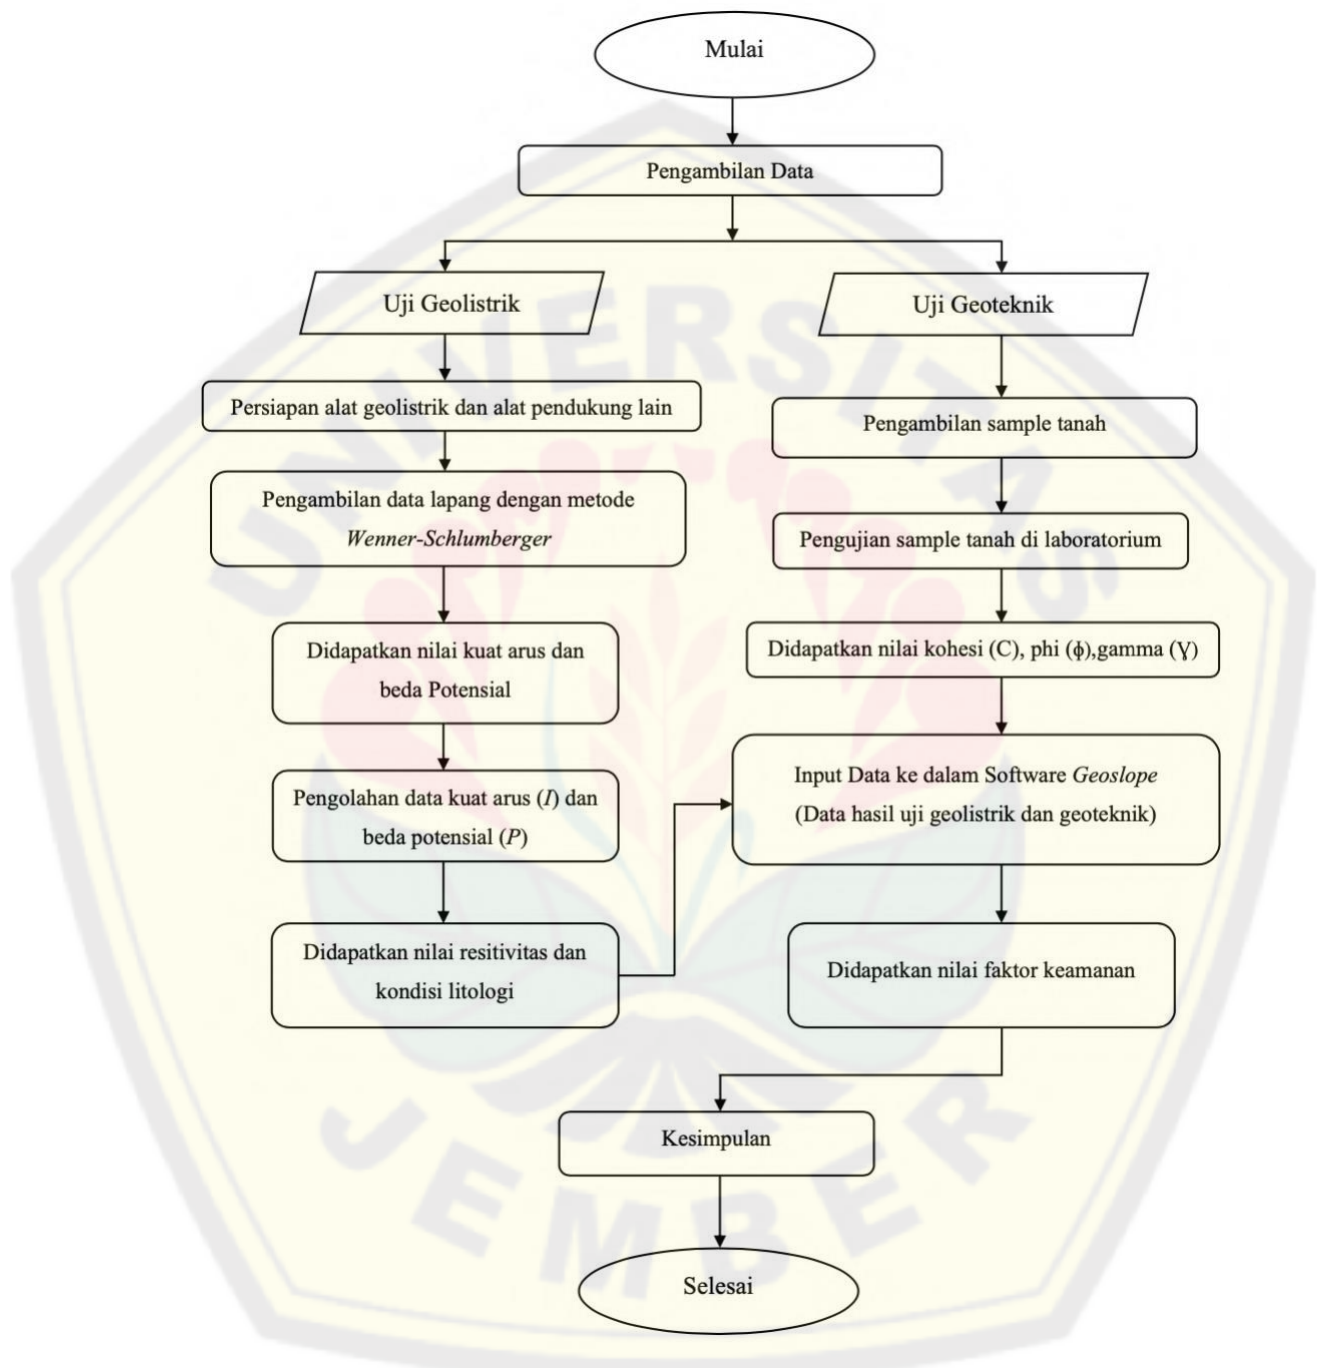 Mulai
Pengambilan Data
Uji Geolistrik
Persiapan alat geolistrik dan alat pendukung lain
Pengambilan data lapang dengan metode
Wenner-Schlumberger
Didapatkan nilai kuat arus dan
beda Potensial
Pengolahan data kuat arus (I) dan
beda potensial (P)
Didapatkan nilai resitivitas dan
kondisi litologi
Uji Geoteknik
Pengambilan sample tanah
Pengujian sample tanah di laboratorium
Didapatkan nilai kohesi (C), phi (ϕ),gamma (Ɣ)
Input Data ke dalam Software Geoslope
(Data hasil uji geolistrik dan geoteknik)
Didapatkan nilai faktor keamanan
Kesimpulan
Selesai
UNIVERSITAS
JEMBER